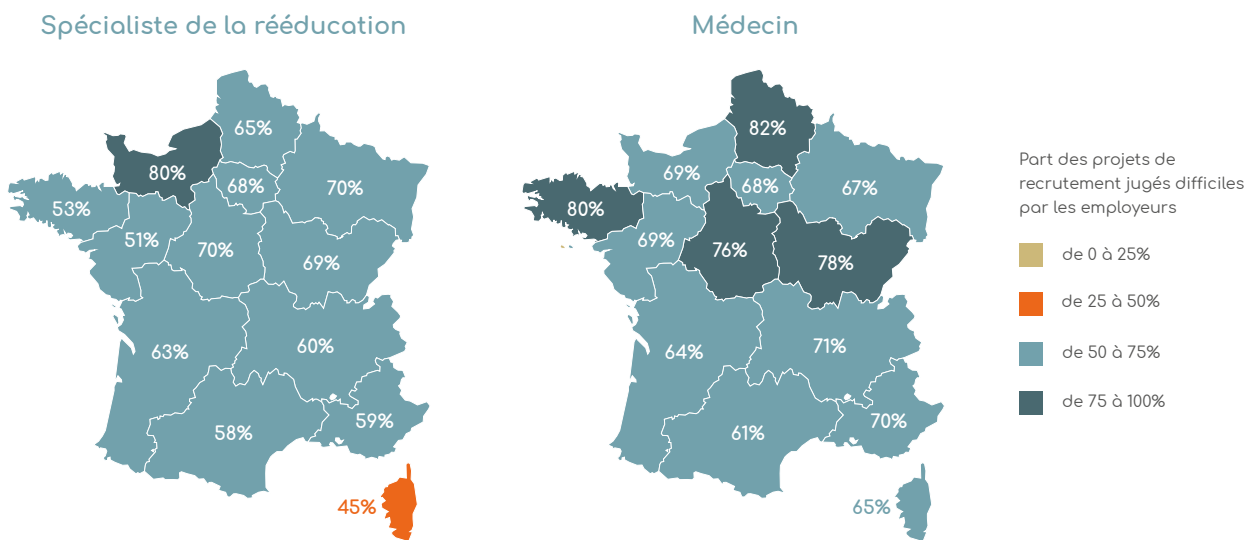 Spécialiste de la rééducation
65%
80%
68%
70%
53%
51%
70%
69%
63%
60%
58%
59%
45%
Médecin
82%
69%
68%
67%
80%
69%
76%
78%
64%
71%
61%
70%
65%
Part des projets de
recrutement jugés difficiles
par les employeurs
de 0 à 25%
de 25 à 50%
de 50 à 75%
de 75 à 100%